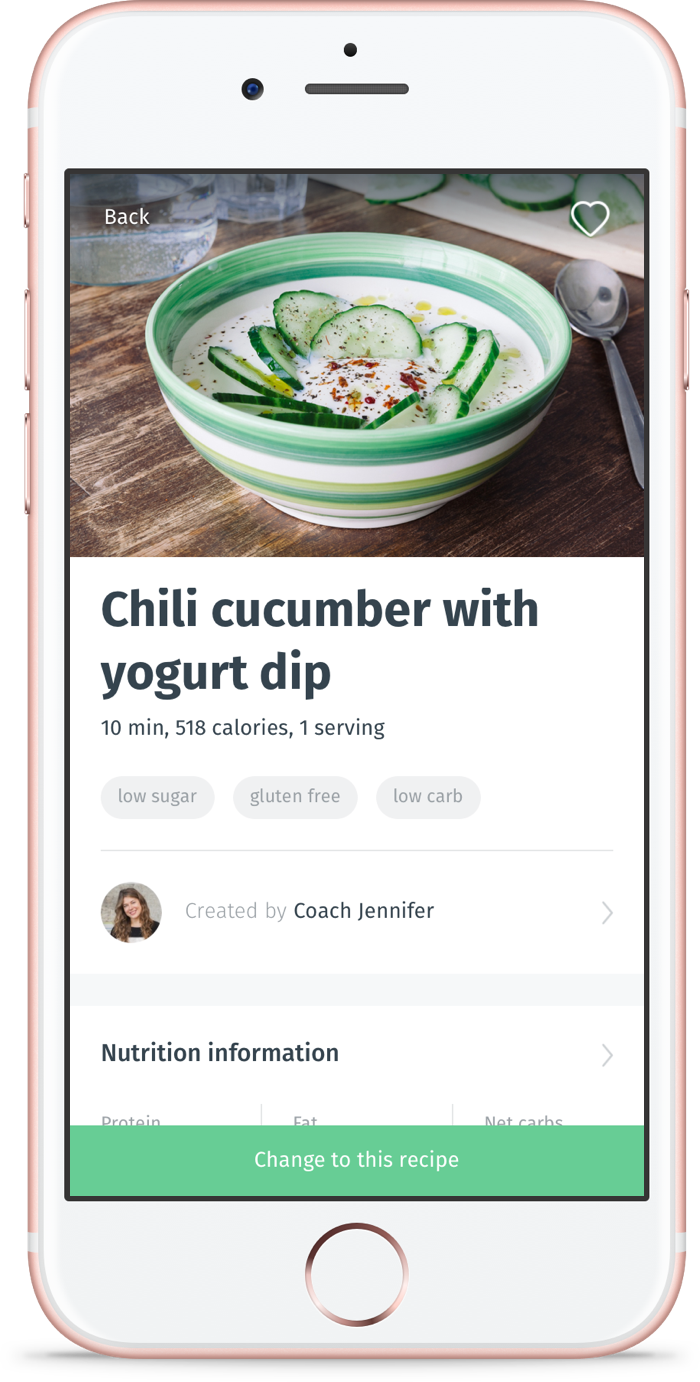 Back
Chili cucumber with
yogurt dip
10 min, 518 calories, 1 serving
low sugar gluten free low carb
Created by Coach Jennifer
Nutrition information
Protein Fat Net carbs
Change to this recipe